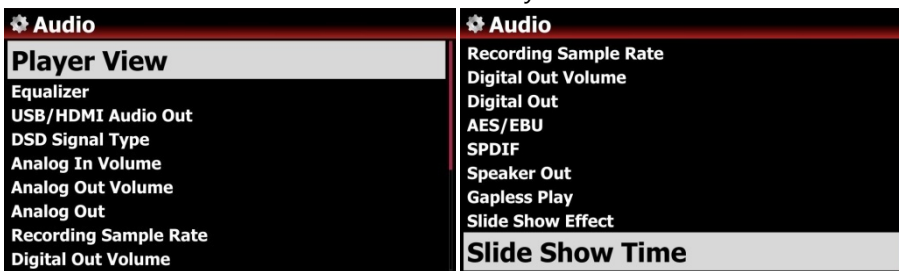 Audio
Player View
Equalizer
USB/HDMI Audio Out
DSD Signal Type
Analog In Volume
Analog Out Volume
Analog Out
Recording Sample Rate
Digital Out Volume
Audio
Recording Sample Rate
Digital Out Volume
Digital Out
AES/EBU
SPDIF
Speaker Out
Gapless Play
Slide Show Effect
Slide Show Time